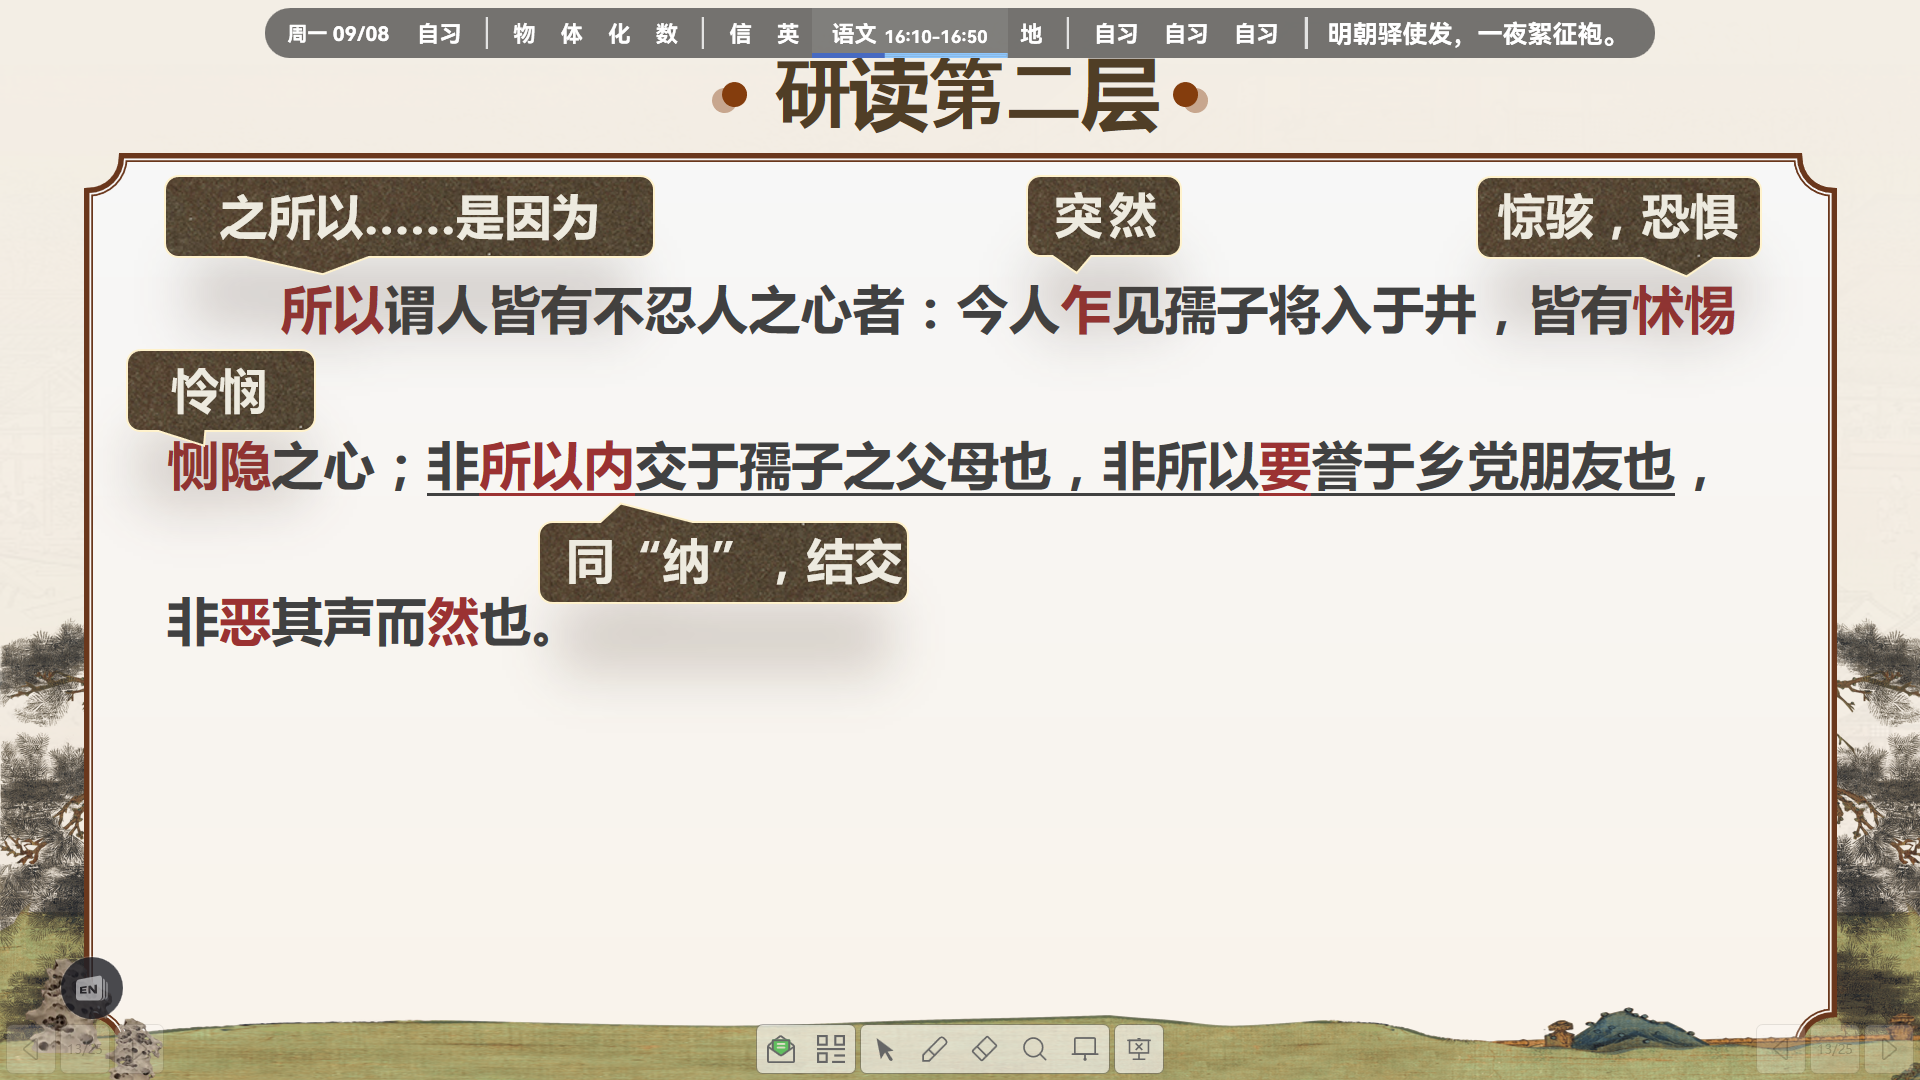 周一 09/08 自习 | 物 体 化 数 | 信 英 语文 16:10-16:50 地 | 自习 自习 自习 | 明朝驿使发，一夜絮征袍。
研读第二层
之所以……是因为
突然
惊骇，恐惧
所以谓人皆有不忍人之心者：今人乍见孺子将入于井，皆有怵惕
怜悯
恻隐之心；非所以内交于孺子之父母也，非所以要誉于乡党朋友也，
同“纳”，结交
非恶其声而然也。
EN
13/25
13/25